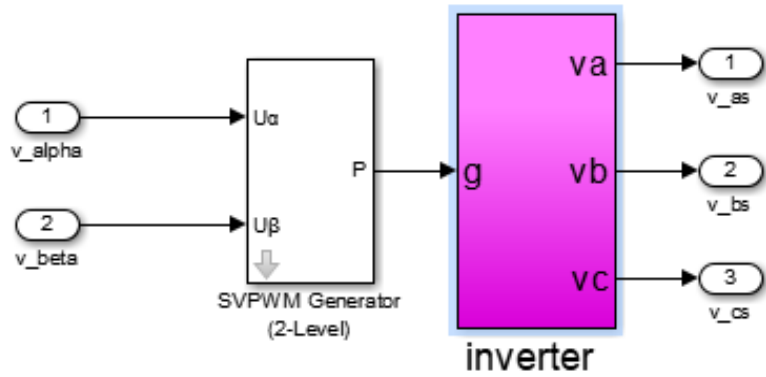 1
v_alpha
2
v_beta
Uα
Uβ
P
SVPWM Generator
(2-Level)
g
va
vb
vc
inverter
1
v_as
2
v_bs
3
v_cs